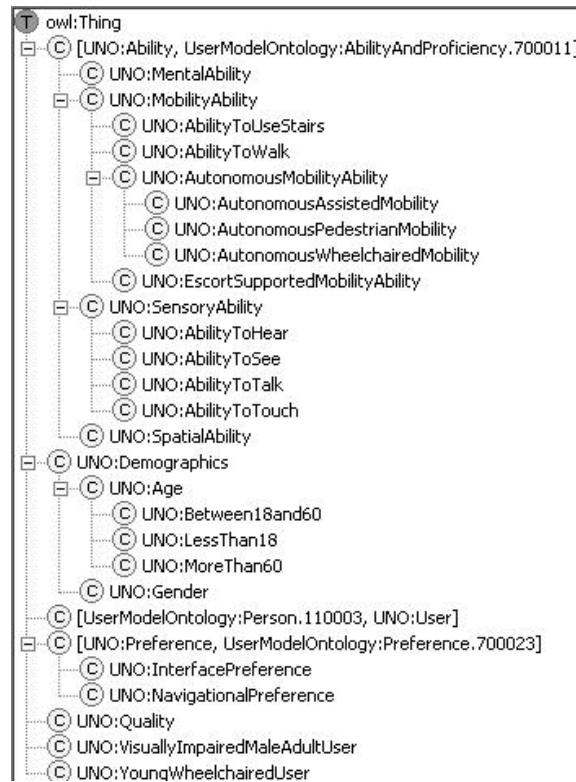 T owl:Thing
C [UNO:Ability, UserModelOntology:AbilityAndProficiency.700011]
C UNO:MentalAbility
C UNO:MobilityAbility
C UNO:AbilityToUseStairs
C UNO:AbilityToWalk
C UNO:AutonomousMobilityAbility
C UNO:AutonomousAssistedMobility
C UNO:AutonomousPedestrianMobility
C UNO:AutonomousWheelchairedMobility
C UNO:EscortSupportedMobilityAbility
C UNO:SensoryAbility
C UNO:AbilityToHear
C UNO:AbilityToSee
C UNO:AbilityToTalk
C UNO:AbilityToTouch
C UNO:SpatialAbility
C UNO:Demographics
C UNO:Age
C UNO:Between18and60
C UNO:LessThan18
C UNO:MoreThan60
C UNO:Gender
C [UserModelOntology:Person.110003, UNO:User]
C [UNO:Preference, UserModelOntology:Preference.700023]
C UNO:InterfacePreference
C UNO:NavigationalPreference
C UNO:Quality
C UNO:VisuallyImpairedMaleAdultUser
C UNO:YoungWheelchairedUser